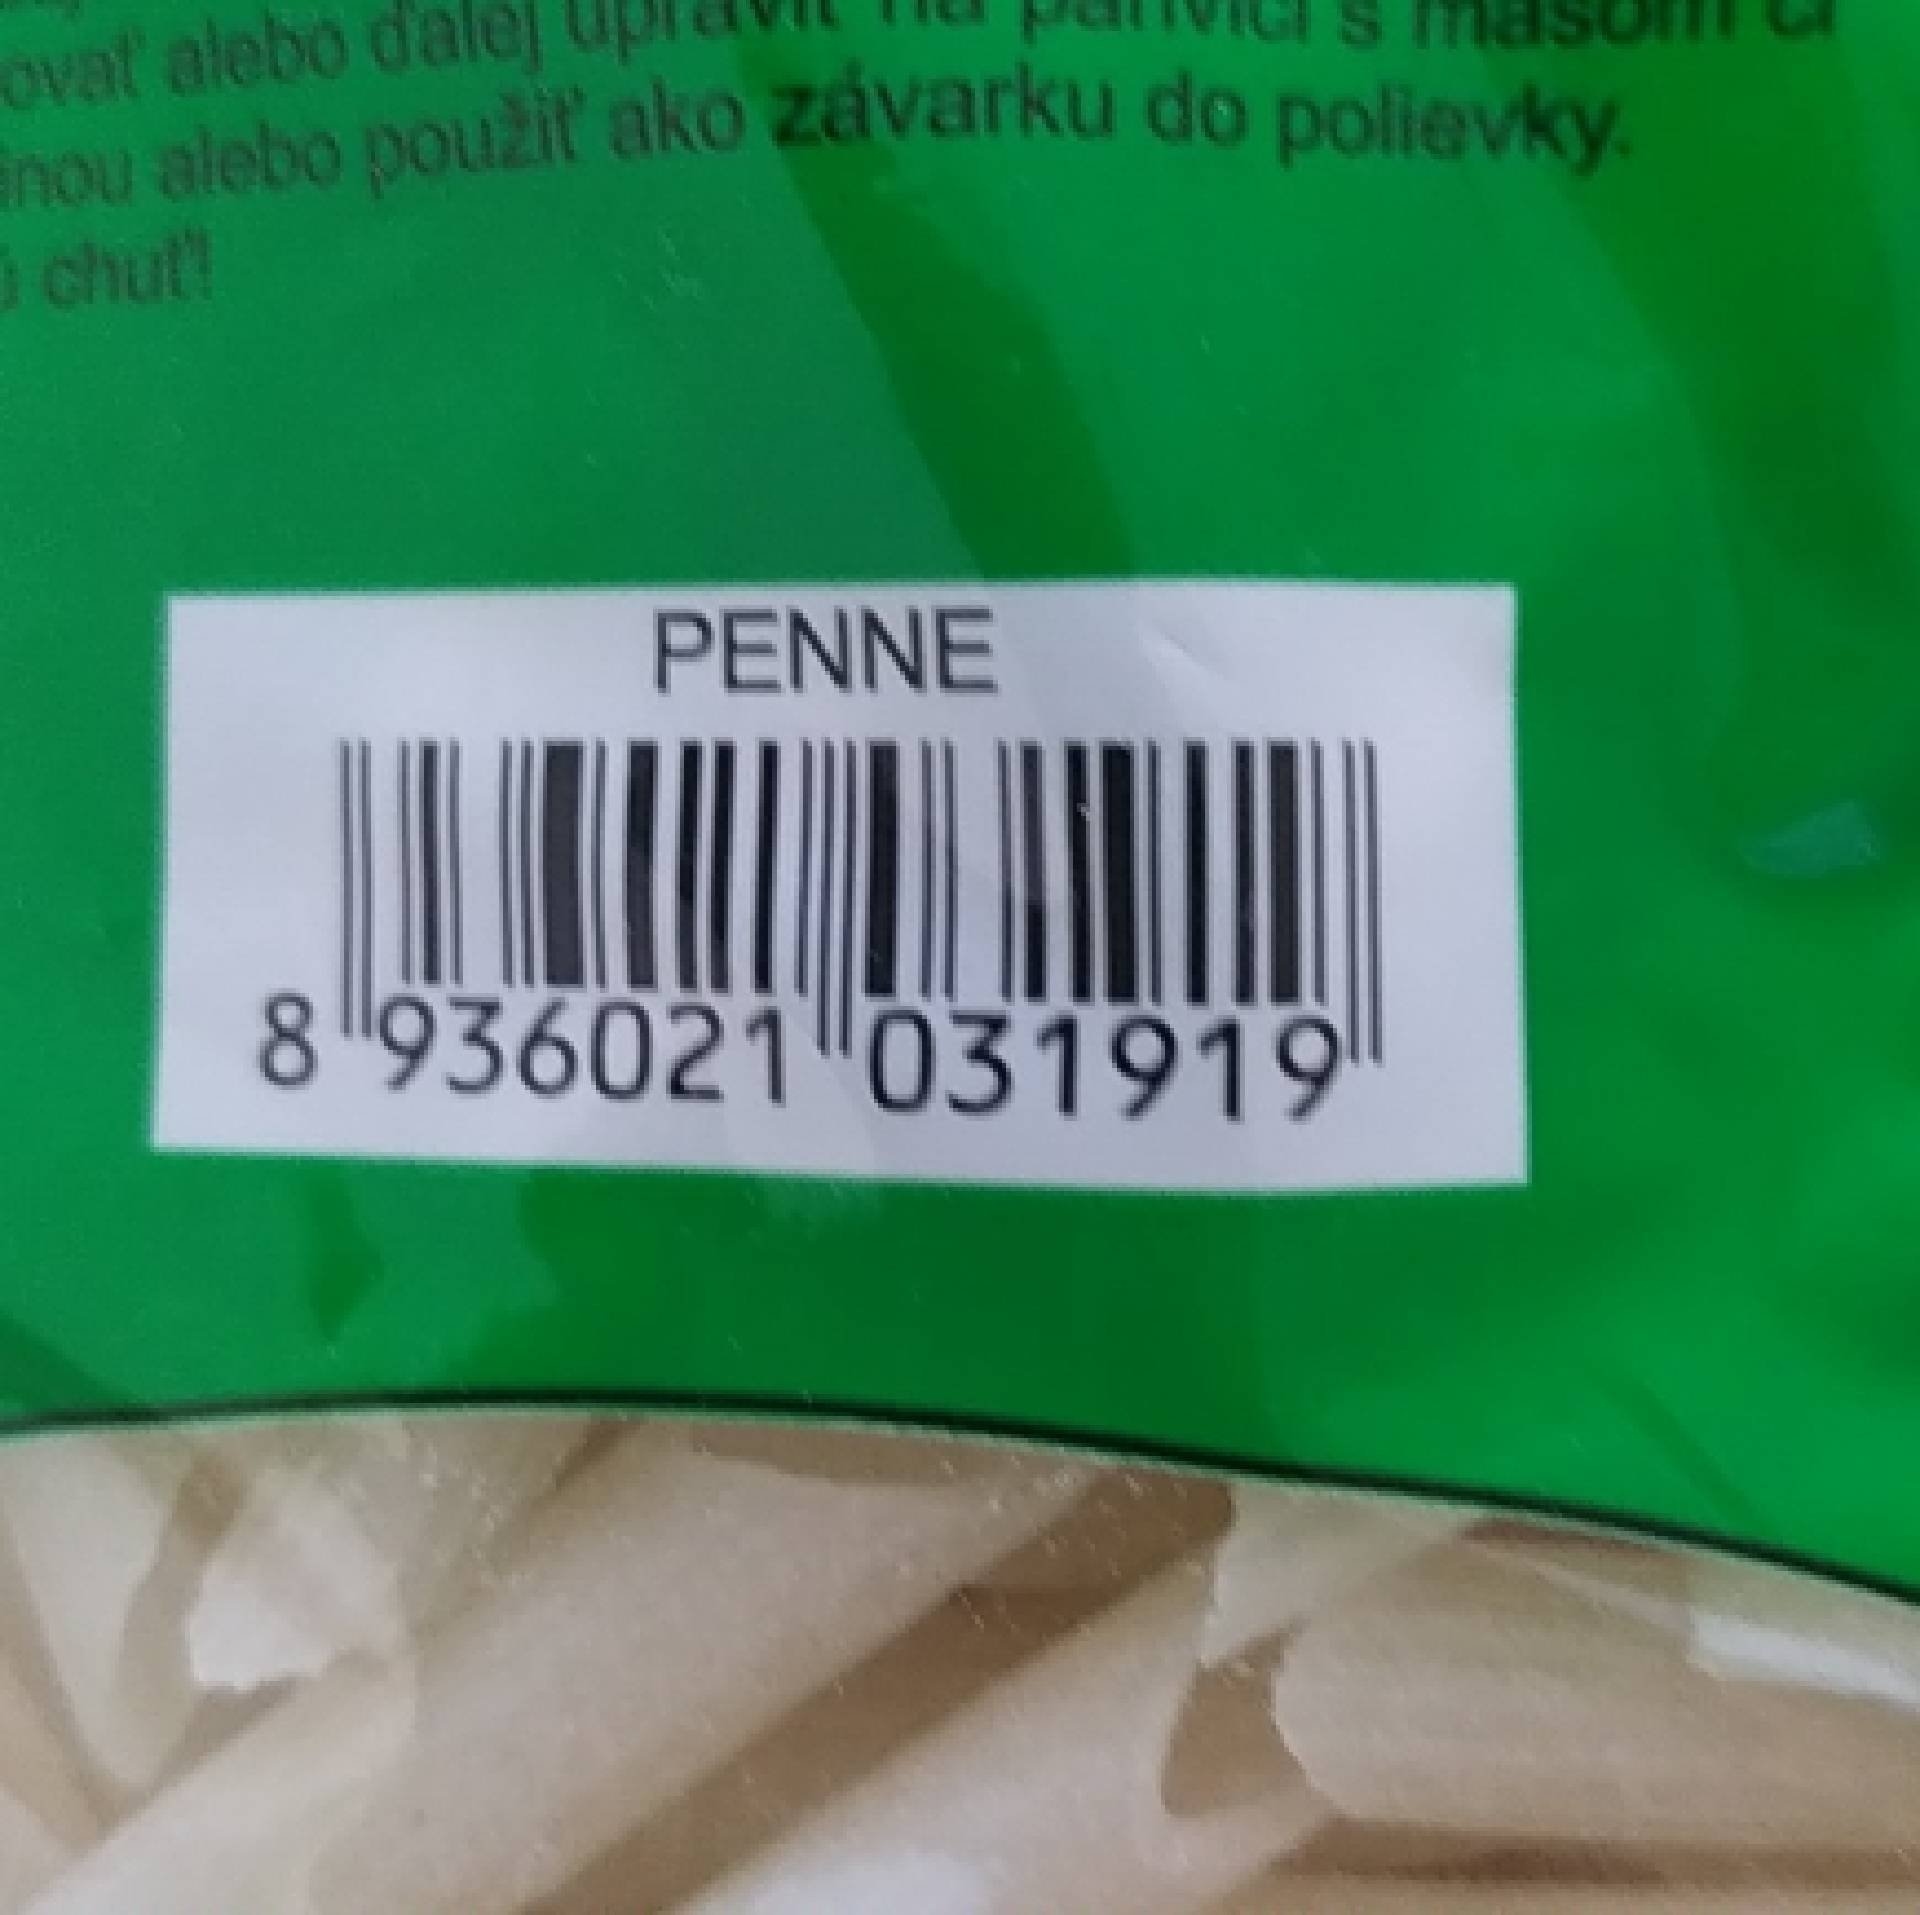 alebo ďalej upraviť na panvici s mäsom či
alebo použiť ako závarku do polievky.
chuť!
PENNE
8 936021 031919